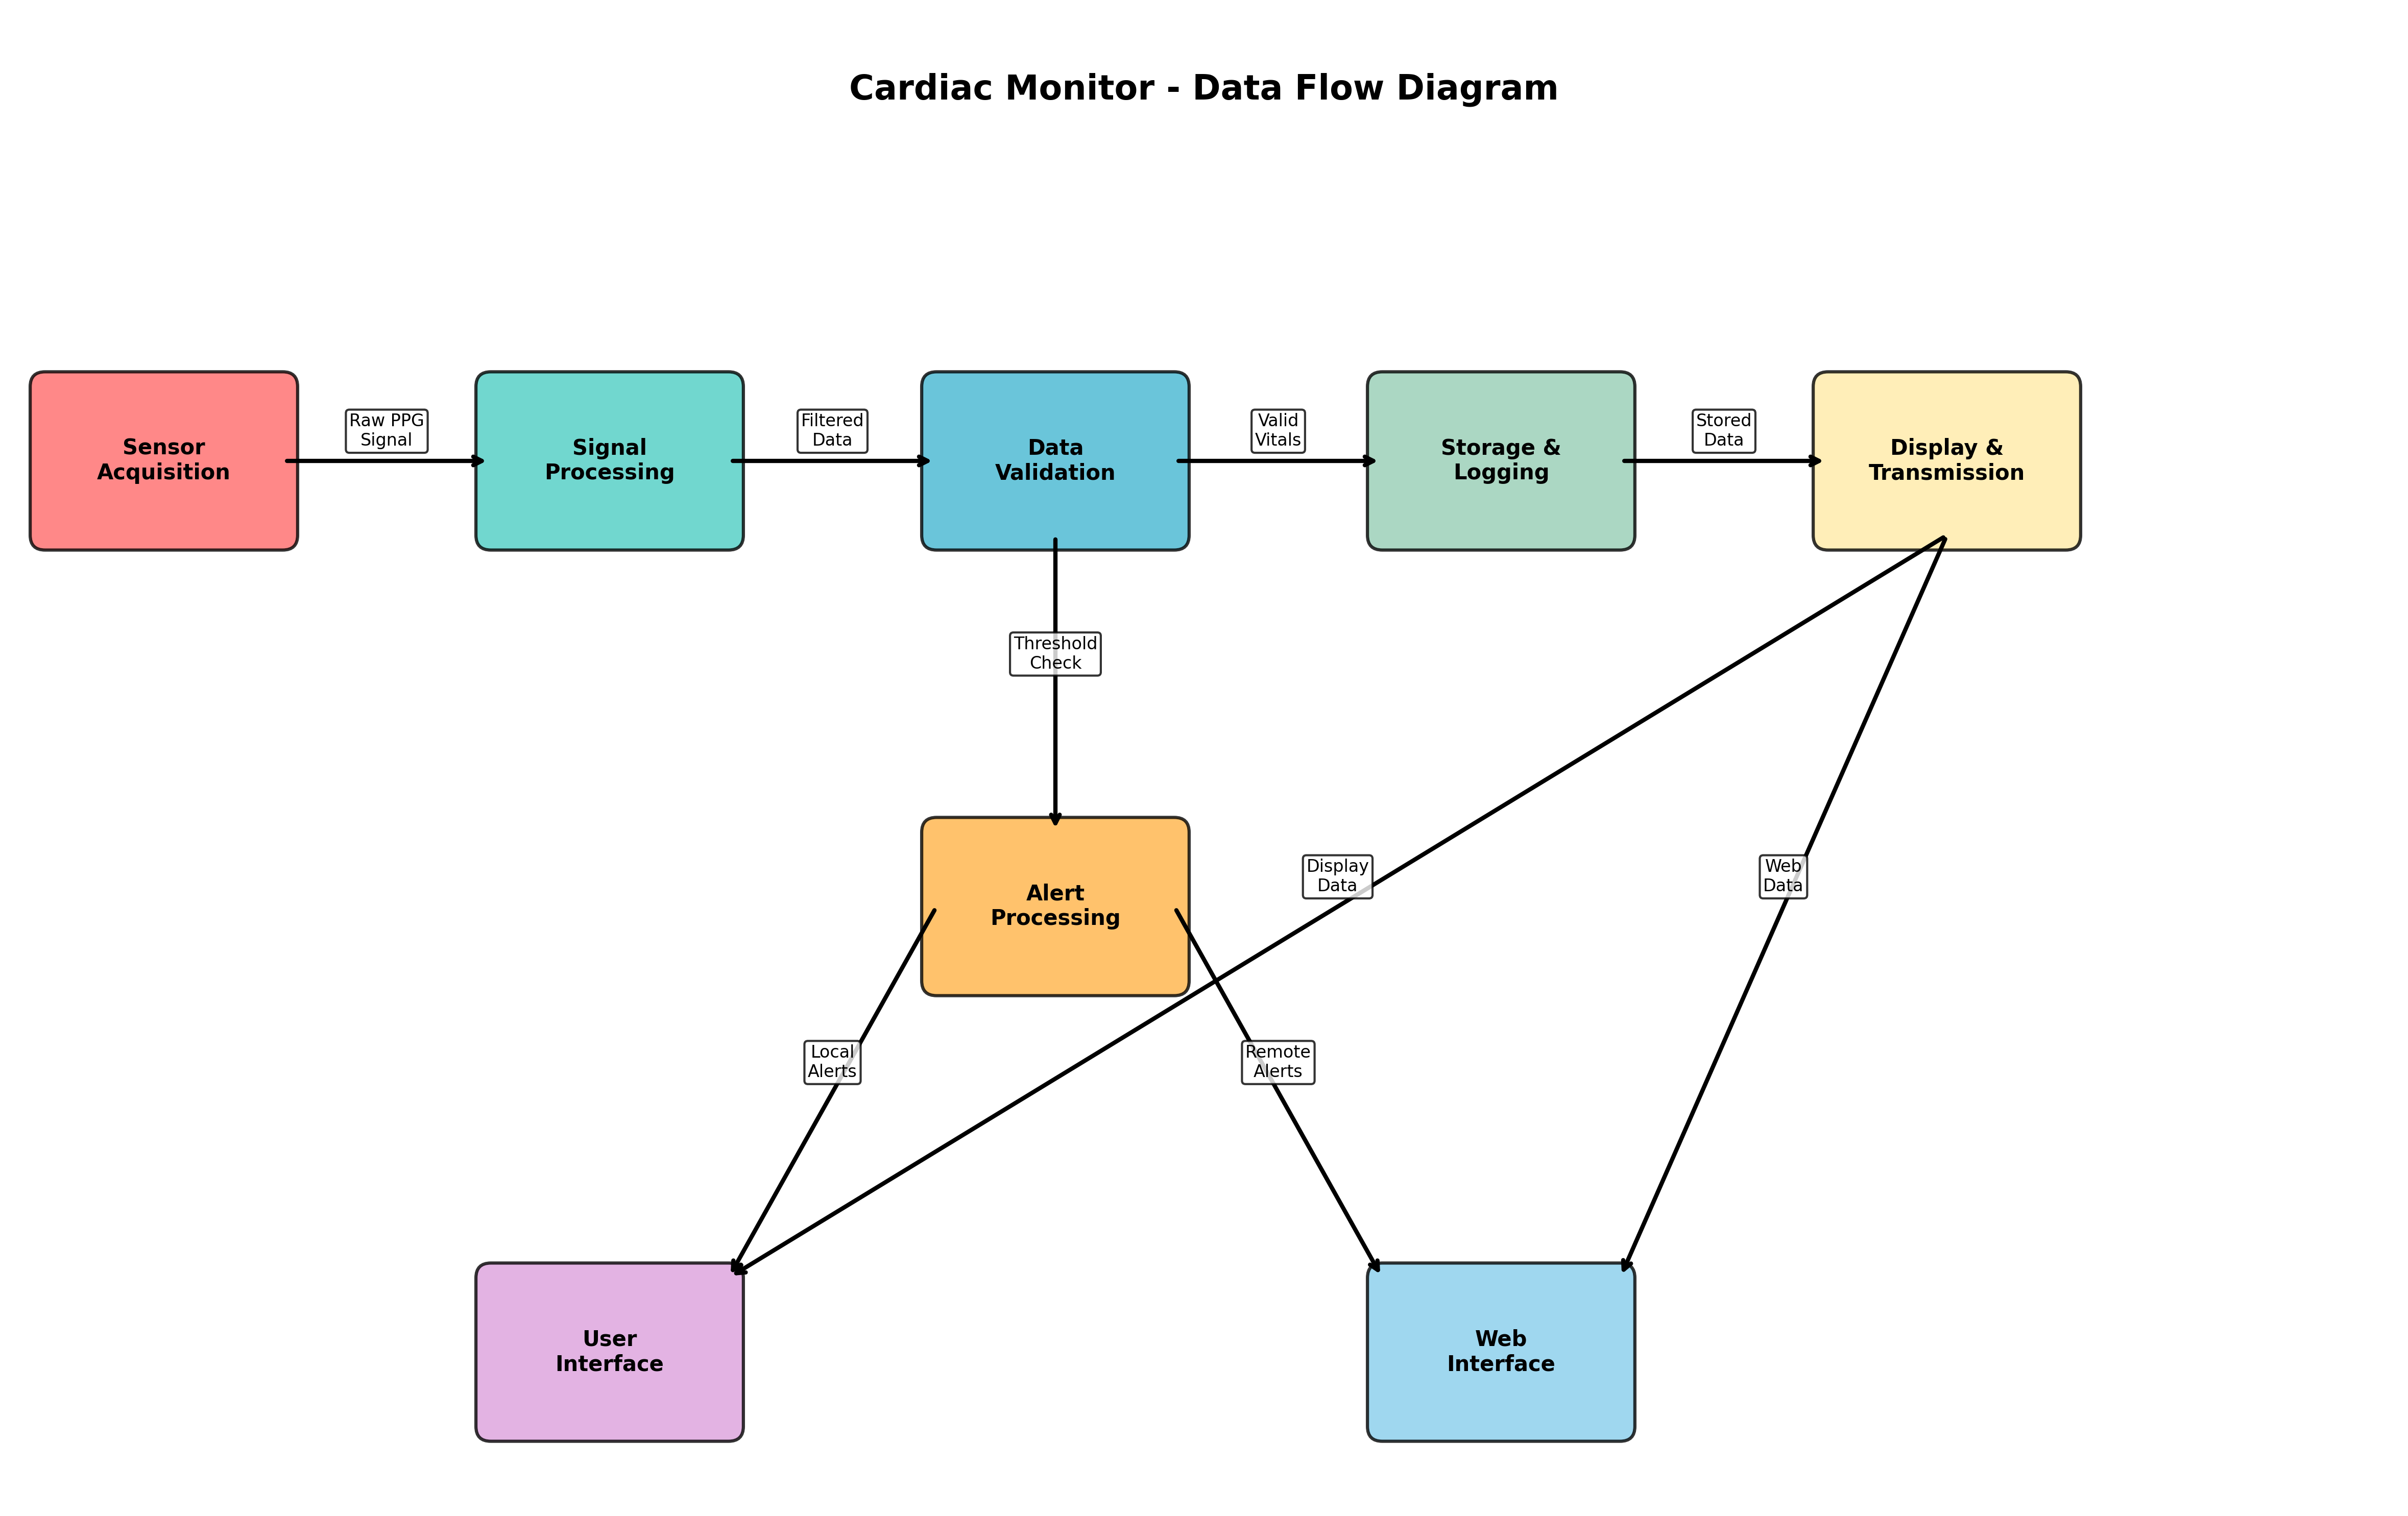 Cardiac Monitor - Data Flow Diagram
Sensor
Acquisition
Raw PPG
Signal
Signal
Processing
Filtered
Data
Data
Validation
Valid
Vitals
Storage &
Logging
Stored
Data
Display &
Transmission
Threshold
Check
Alert
Processing
Display
Data
Web
Data
Local
Alerts
Remote
Alerts
User
Interface
Web
Interface